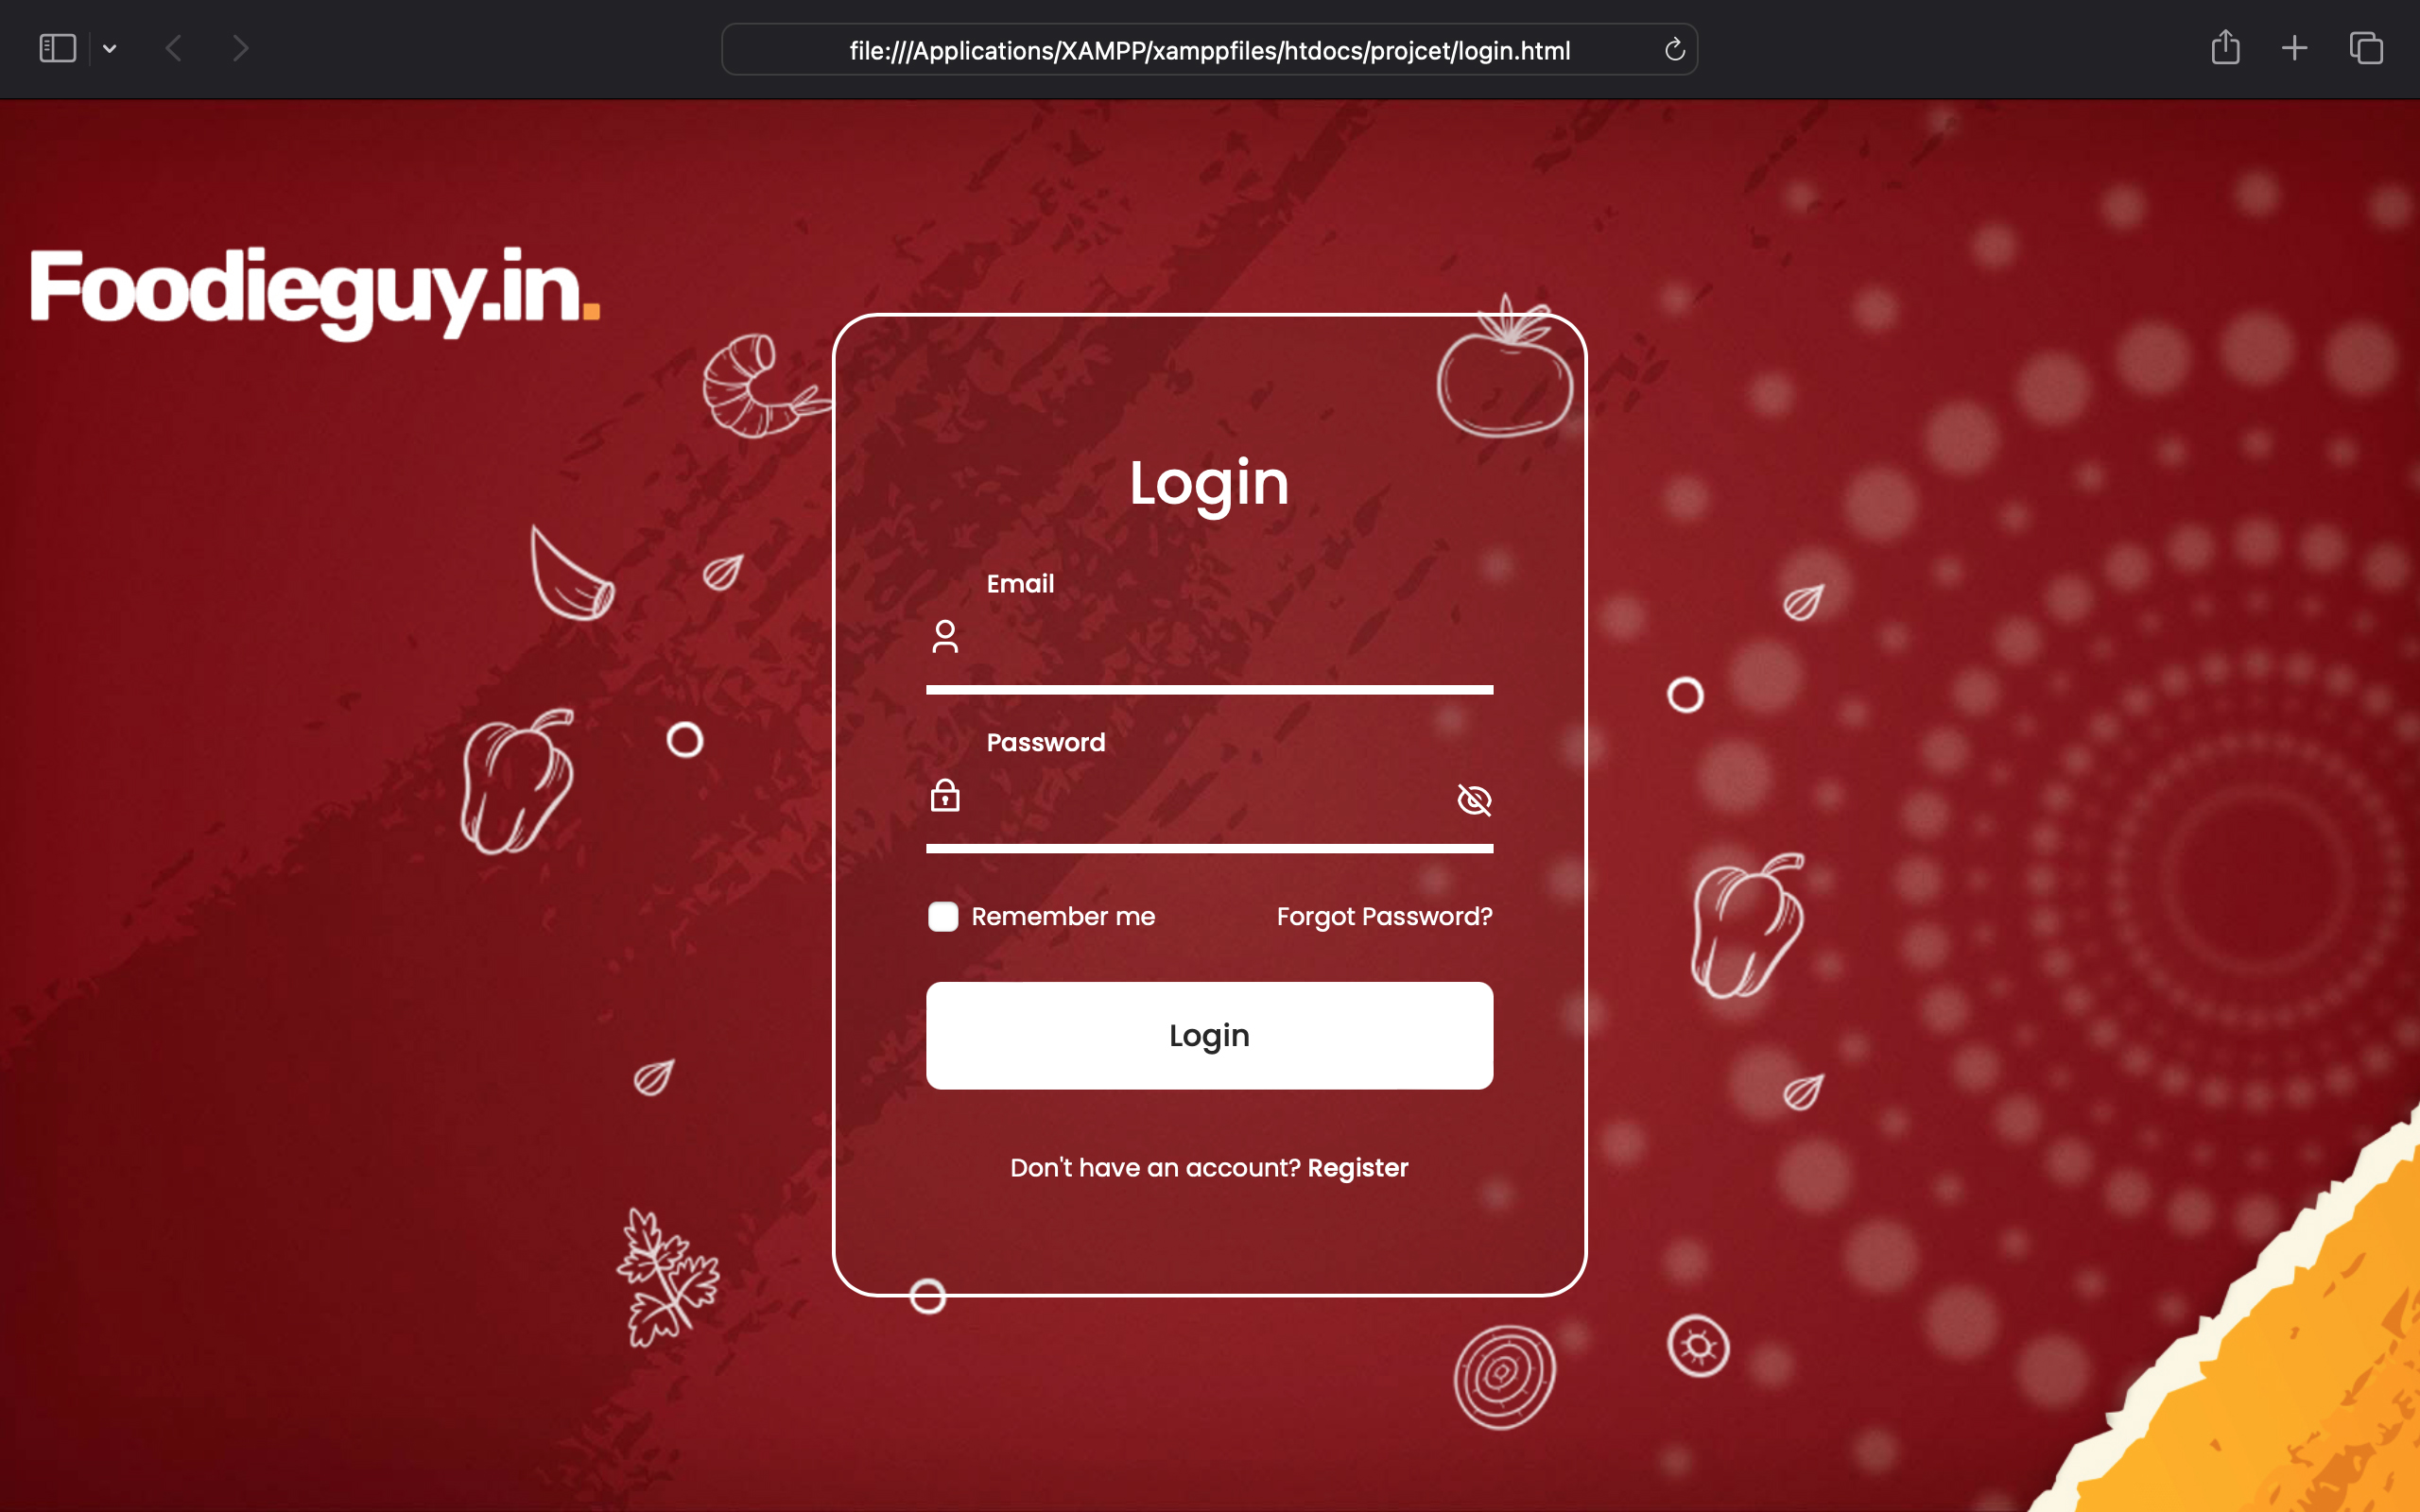 file:///Applications/XAMPP/xamppfiles/htdocs/projcet/login.html
Foodieguy.in.
Login
Email
Password
Remember me Forgot Password?
Login
Don't have an account? Register